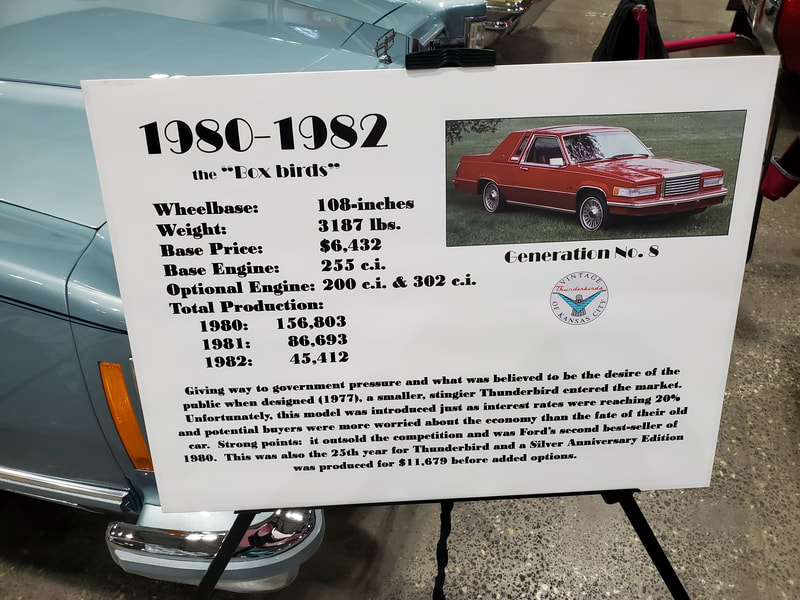 1980-1982
the "Box birds"
Wheelbase: 108-inches
Weight: 3187 lbs.
Base Price: $6,432
Base Engine: 255 c.i.
Optional Engine: 200 c.i. & 302 c.i.
Total Production:
1980: 156,803
1981: 86,693
1982: 45,412
Generation No. 8
VINTAGE
Thunderbirds
OF KANSAS CITY
Giving way to government pressure and what was believed to be the desire of the
public when designed (1977), a smaller, stingier Thunderbird entered the market.
Unfortunately, this model was introduced just as interest rates were reaching 20%
and potential buyers were more worried about the economy than the fate of their old
car. Strong points: it outsold the competition and was Ford's second best-seller of
1980. This was also the 25th year for Thunderbird and a Silver Anniversary Edition
was produced for $11,679 before added options.